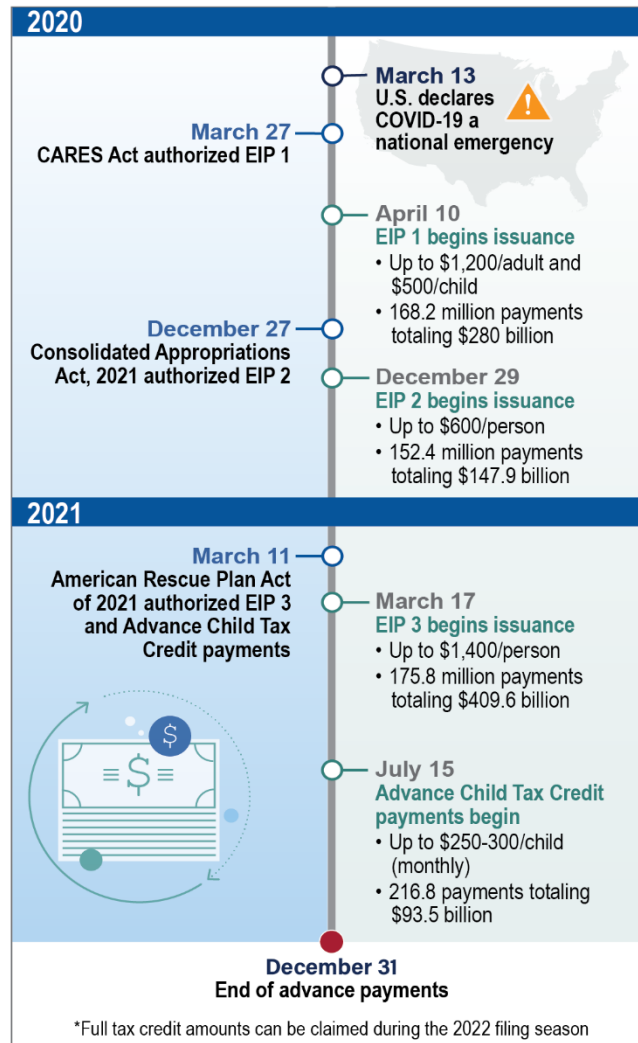 2020
March 13
U.S. declares
COVID-19 a
national emergency
!
March 27
CARES Act authorized EIP 1
April 10
EIP 1 begins issuance
• Up to $1,200/adult and
$500/child
• 168.2 million payments
totaling $280 billion
December 27
Consolidated Appropriations
Act, 2021 authorized EIP 2
December 29
EIP 2 begins issuance
• Up to $600/person
• 152.4 million payments
totaling $147.9 billion
2021
March 11
American Rescue Plan Act
of 2021 authorized EIP 3
and Advance Child Tax
Credit payments
March 17
EIP 3 begins issuance
• Up to $1,400/person
• 175.8 million payments
totaling $409.6 billion
$
=$=
July 15
Advance Child Tax Credit
payments begin
• Up to $250-300/child
(monthly)
• 216.8 payments totaling
$93.5 billion
December 31
End of advance payments
*Full tax credit amounts can be claimed during the 2022 filing season